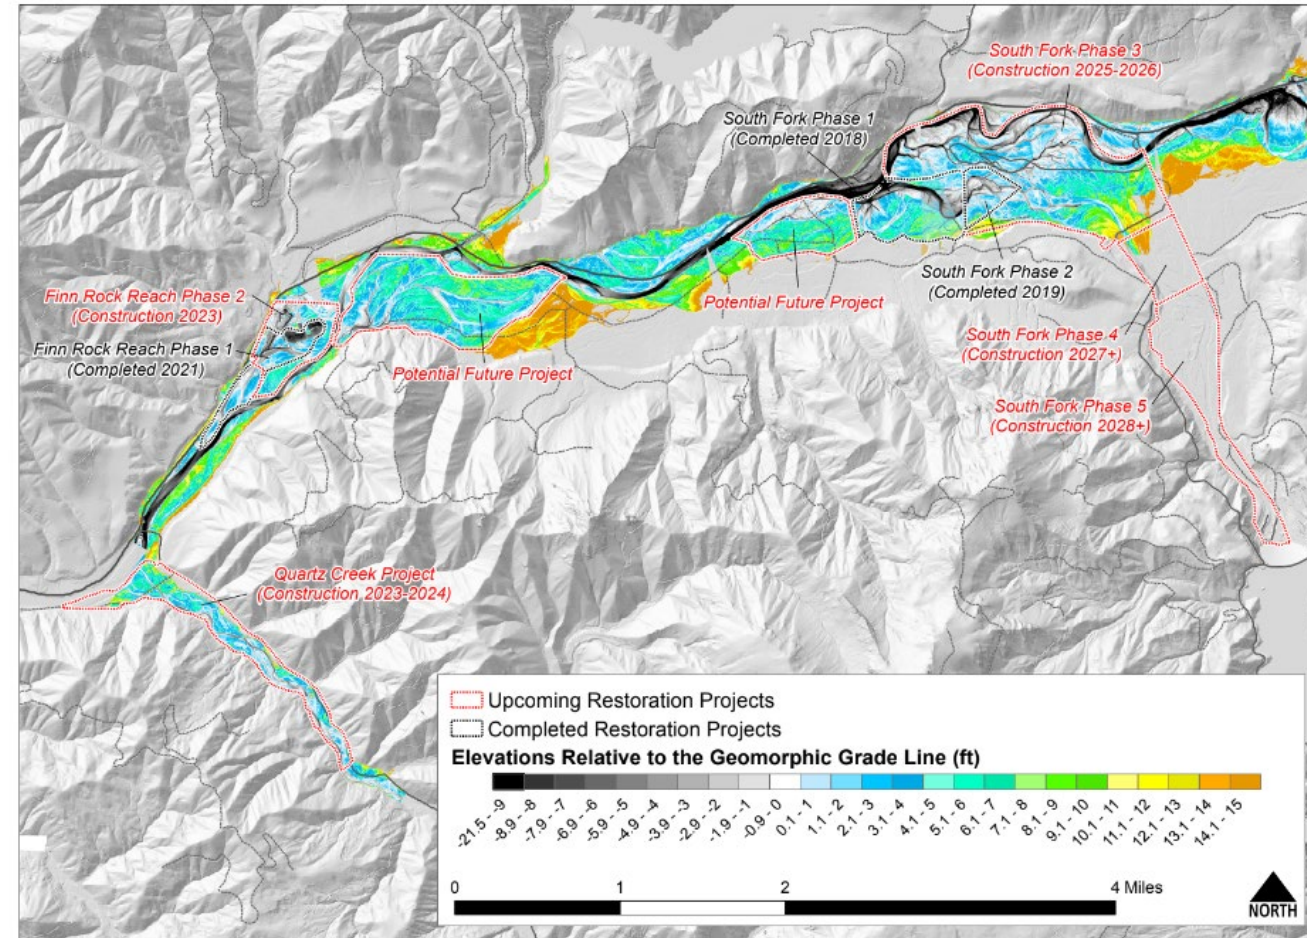 South Fork Phase 3
(Construction 2025-2026)
South Fork Phase 1
(Completed 2018)
South Fork Phase 2
(Completed 2019)
Finn Rock Reach Phase 2
(Construction 2023)
Potential Future Project
Finn Rock Reach Phase 1
(Completed 2021)
South Fork Phase 4
(Construction 2027+)
Potential Future Project
South Fork Phase 5
(Construction 2028+)
Quartz Creek Project
(Construction 2023-2024)
Upcoming Restoration Projects
Completed Restoration Projects
Elevations Relative to the Geomorphic Grade Line (ft)
-21.5 - -9
-8.9 - -8
-7.9 - -7
-6.9 - -6
-5.9 - -5
-4.9 - -4
-3.9 - -3
-2.9 - -2
-1.9 - -1
-0.9 - 0
0.1 - 1
1.1 - 2
2.1 - 3
3.1 - 4
4.1 - 5
5.1 - 6
6.1 - 7
7.1 - 8
8.1 - 9
9.1 - 10
10.1 - 11
11.1 - 12
12.1 - 13
13.1 - 14
14.1 - 15
0 1 2 4 Miles
NORTH